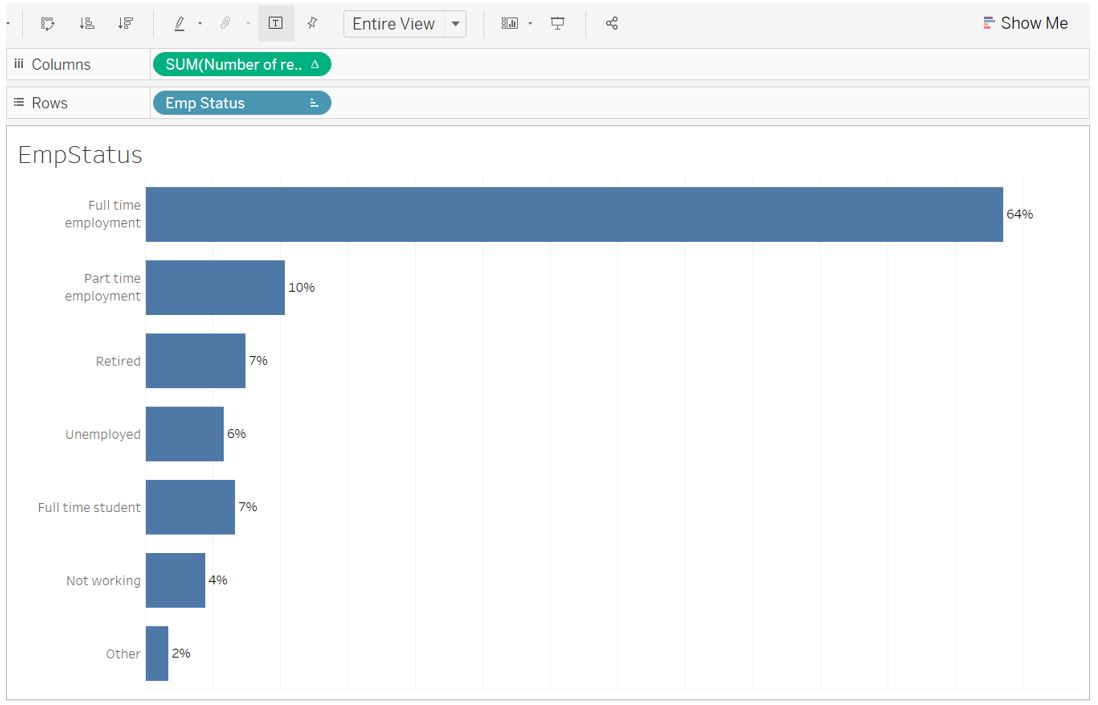 Entire View
Show Me
Columns
SUM(Number of re..
Rows
Emp Status
EmpStatus
Full time
employment
64%
Part time
employment
10%
Retired
7%
Unemployed
6%
Full time student
7%
Not working
4%
Other
2%